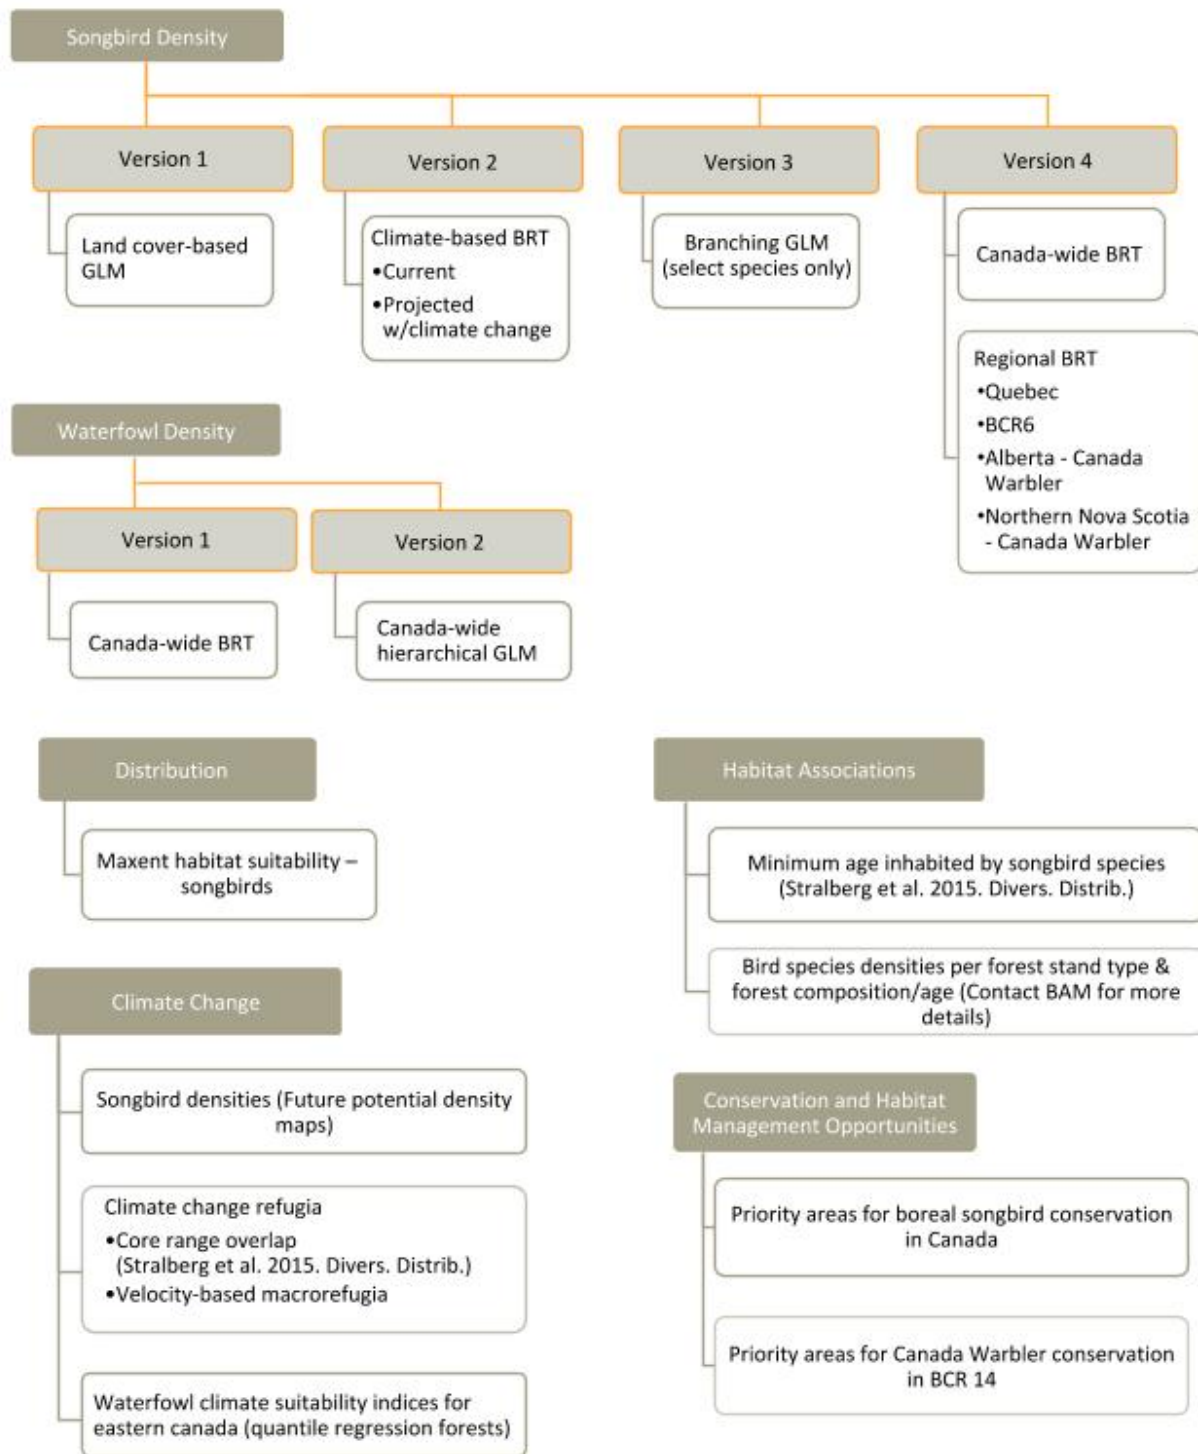 Songbird Density
Version 1
Land cover-based
GLM
Version 2
Climate-based BRT
•Current
•Projected
w/climate change
Version 3
Branching GLM
(select species only)
Version 4
Canada-wide BRT
Regional BRT
•Quebec
•BCR6
•Alberta - Canada
Warbler
•Northern Nova Scotia
- Canada Warbler
Waterfowl Density
Version 1
Canada-wide BRT
Version 2
Canada-wide
hierarchical GLM
Distribution
Maxent habitat suitability –
songbirds
Habitat Associations
Minimum age inhabited by songbird species
(Stralberg et al. 2015. Divers. Distrib.)
Bird species densities per forest stand type &
forest composition/age (Contact BAM for more
details)
Climate Change
Songbird densities (Future potential density
maps)
Climate change refugia
•Core range overlap
(Stralberg et al. 2015. Divers. Distrib.)
•Velocity-based macrorefugia
Waterfowl climate suitability indices for
eastern canada (quantile regression forests)
Conservation and Habitat
Management Opportunities
Priority areas for boreal songbird conservation
in Canada
Priority areas for Canada Warbler conservation
in BCR 14